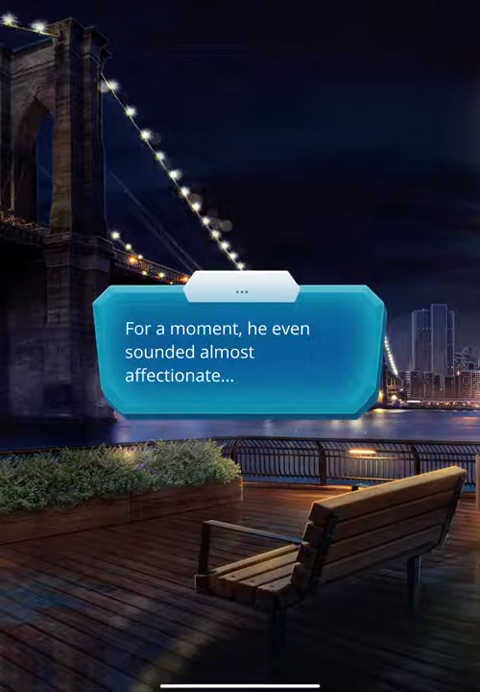 ...
For a moment, he even
sounded almost
affectionate...